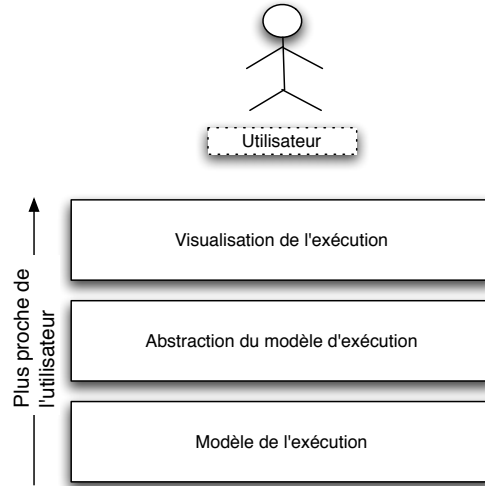 Utilisateur
Visualisation de l'exécution
Abstraction du modèle d'exécution
Modèle de l'exécution
Plus proche de
l'utilisateur